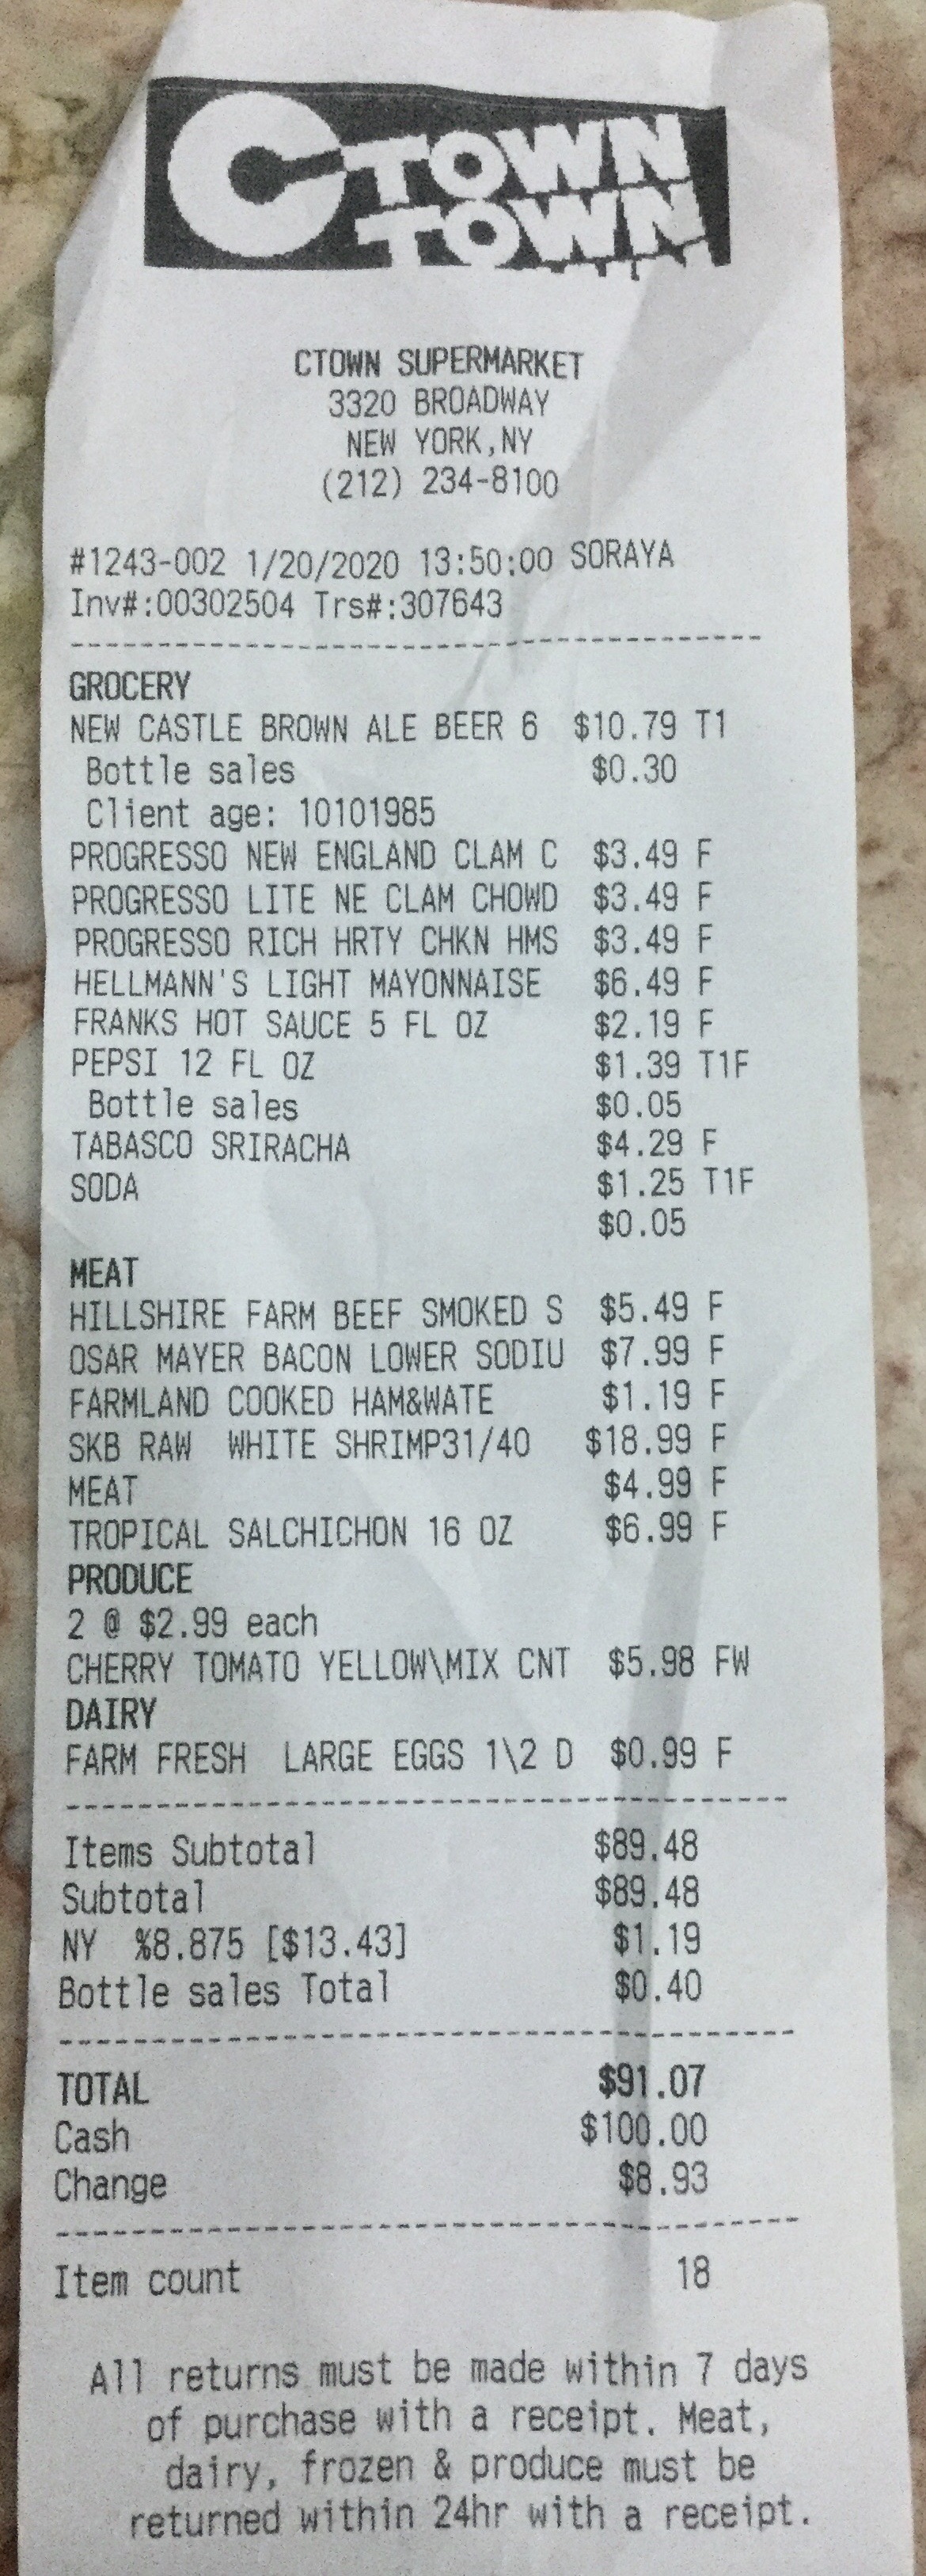 CTOWN
TOWN
CTOWN SUPERMARKET
3320 BROADWAY
NEW YORK,NY
(212) 234-8100
#1243-002 1/20/2020 13:50:00 SORAYA
Inv#:00302504 Trs#:307643
GROCERY
NEW CASTLE BROWN ALE BEER 6 $10.79 T1
Bottle sales $0.30
Client age: 10101985
PROGRESSO NEW ENGLAND CLAM C $3.49 F
PROGRESSO LITE NE CLAM CHOWD $3.49 F
PROGRESSO RICH HRTY CHKN HMS $3.49 F
HELLMANN'S LIGHT MAYONNAISE $6.49 F
FRANKS HOT SAUCE 5 FL OZ $2.19 F
PEPSI 12 FL OZ $1.39 T1F
Bottle sales $0.05
TABASCO SRIRACHA $4.29 F
SODA $1.25 T1F
$0.05
MEAT
HILLSHIRE FARM BEEF SMOKED S $5.49 F
OSAR MAYER BACON LOWER SODIU $7.99 F
FARMLAND COOKED HAM&WATE $1.19 F
SKB RAW WHITE SHRIMP31/40 $18.99 F
MEAT $4.99 F
TROPICAL SALCHICHON 16 OZ $6.99 F
PRODUCE
2 @ $2.99 each
CHERRY TOMATO YELLOW\MIX CNT $5.98 FW
DAIRY
FARM FRESH LARGE EGGS 1\2 D $0.99 F
Items Subtotal $89.48
Subtotal $89.48
NY %8.875 [$13.43] $1.19
Bottle sales Total $0.40
TOTAL $91.07
Cash $100.00
Change $8.93
Item count 18
All returns must be made within 7 days
of purchase with a receipt. Meat,
dairy, frozen & produce must be
returned within 24hr with a receipt.